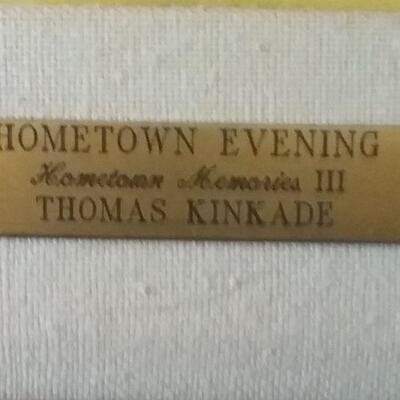 HOMETOWN EVENING
Hometown Memories III
THOMAS KINKADE